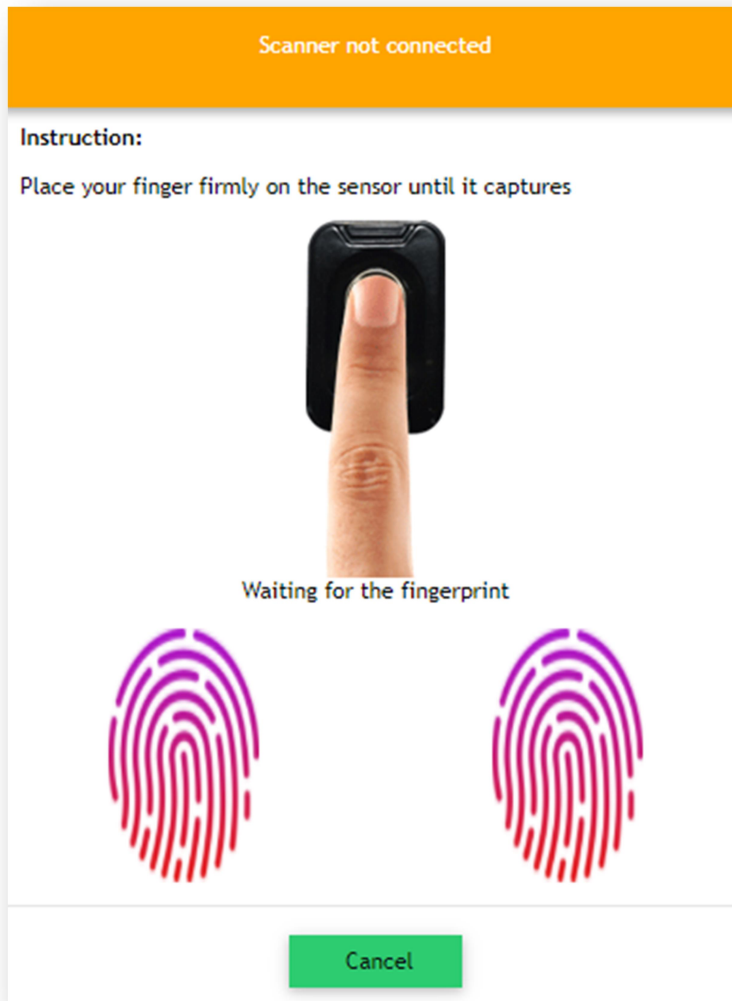 Scanner not connected
Instruction:
Place your finger firmly on the sensor until it captures
Waiting for the fingerprint
Cancel